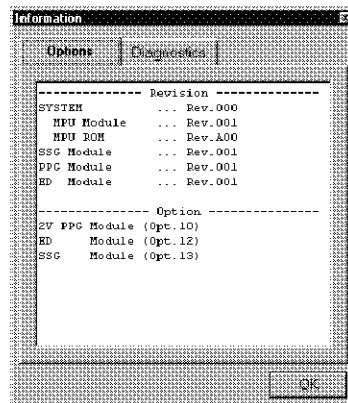 Information
Options Diagnostics
-------------- Revision --------------
SYSTEM ... Rev.000
MPU Module ... Rev.001
MPU ROM ... Rev.A00
SSG Module ... Rev.001
PPG Module ... Rev.001
ED Module ... Rev.001
--------------- Option ---------------
2V PPG Module (Opt.10)
ED Module (Opt.12)
SSG Module (Opt.13)
OK